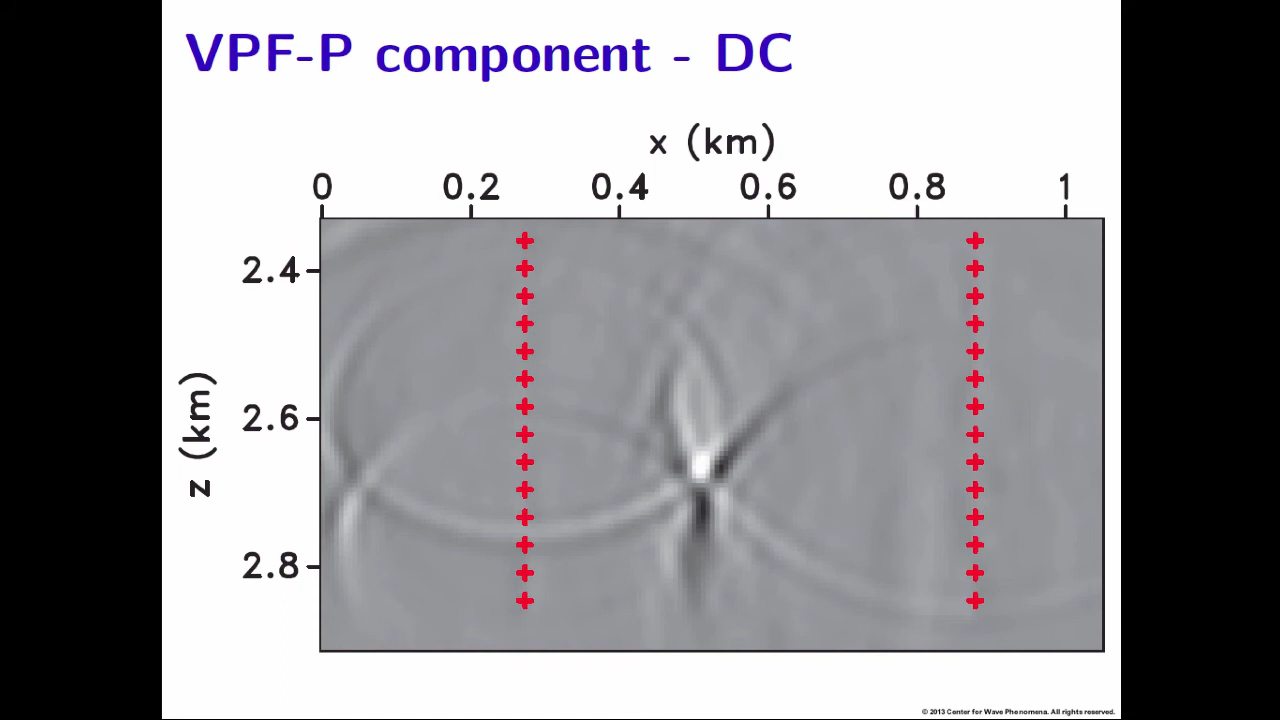 VPF-P component - DC
x (km)
0 0.2 0.4 0.6 0.8 1
2.4
2.6
2.8
z (km)
© 2013 Center for Wave Phenomena. All rights reserved.